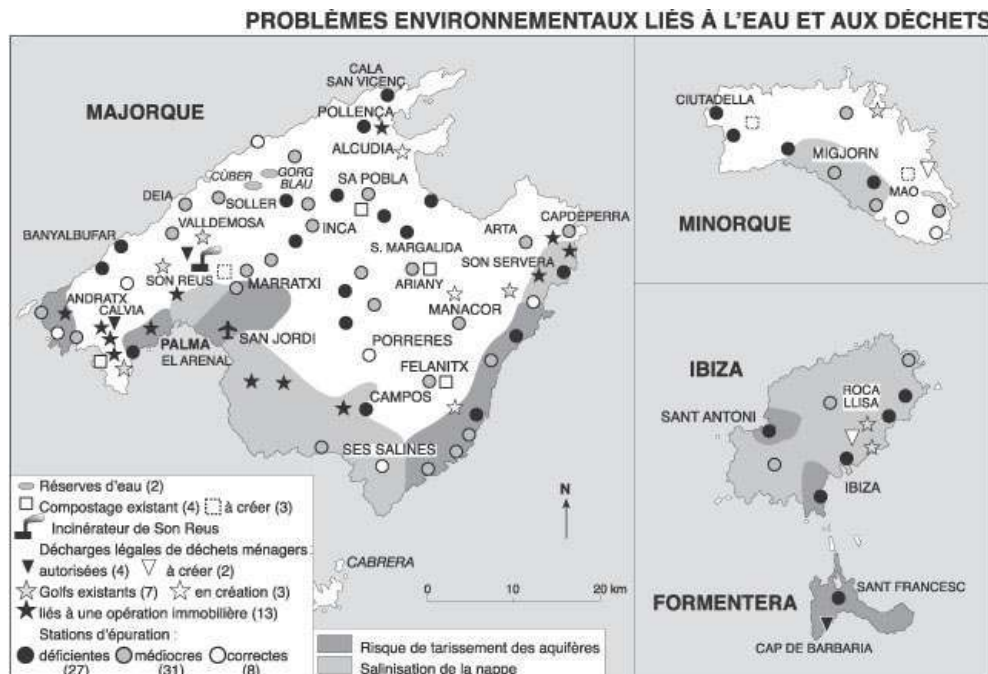 PROBLÈMES ENVIRONNEMENTAUX LIÉS À L'EAU ET AUX DÉCHETS
MAJORQUE
CALA
SAN VICENÇ
POLLENÇA
ALCUDIA
CÚBER
GORG
BLAU
SA POBLA
DEIA
SOLLER
VALLDEMOSA
INCA
BANYALBUFAR
S. MARGALIDA
ARTA
CAPDEPERRA
SON REUS
MARRATXI
ARIANY
SON SERVERA
ANDRATX
CALVIA
MANACOR
PALMA
SAN JORDI
EL ARENAL
PORRERES
FELANITX
CAMPOS
SES SALINES
CABRERA
N
0 10 20 km
CIUTADELLA
MIGJORN
MAO
MINORQUE
IBIZA
ROCA
LLISA
SANT ANTONI
IBIZA
SANT FRANCESC
FORMENTERA
CAP DE BARBARIA
Réserves d'eau (2)
Compostage existant (4) à créer (3)
Incinérateur de Son Reus
Décharges légales de déchets ménagers :
autorisées (4) à créer (2)
Golfs existants (7) en création (3)
liés à une opération immobilière (13)
Stations d'épuration :
déficientes médiocres correctes
(27) (31) (8)
Risque de tarissement des aquifères
Salinisation de la nappe